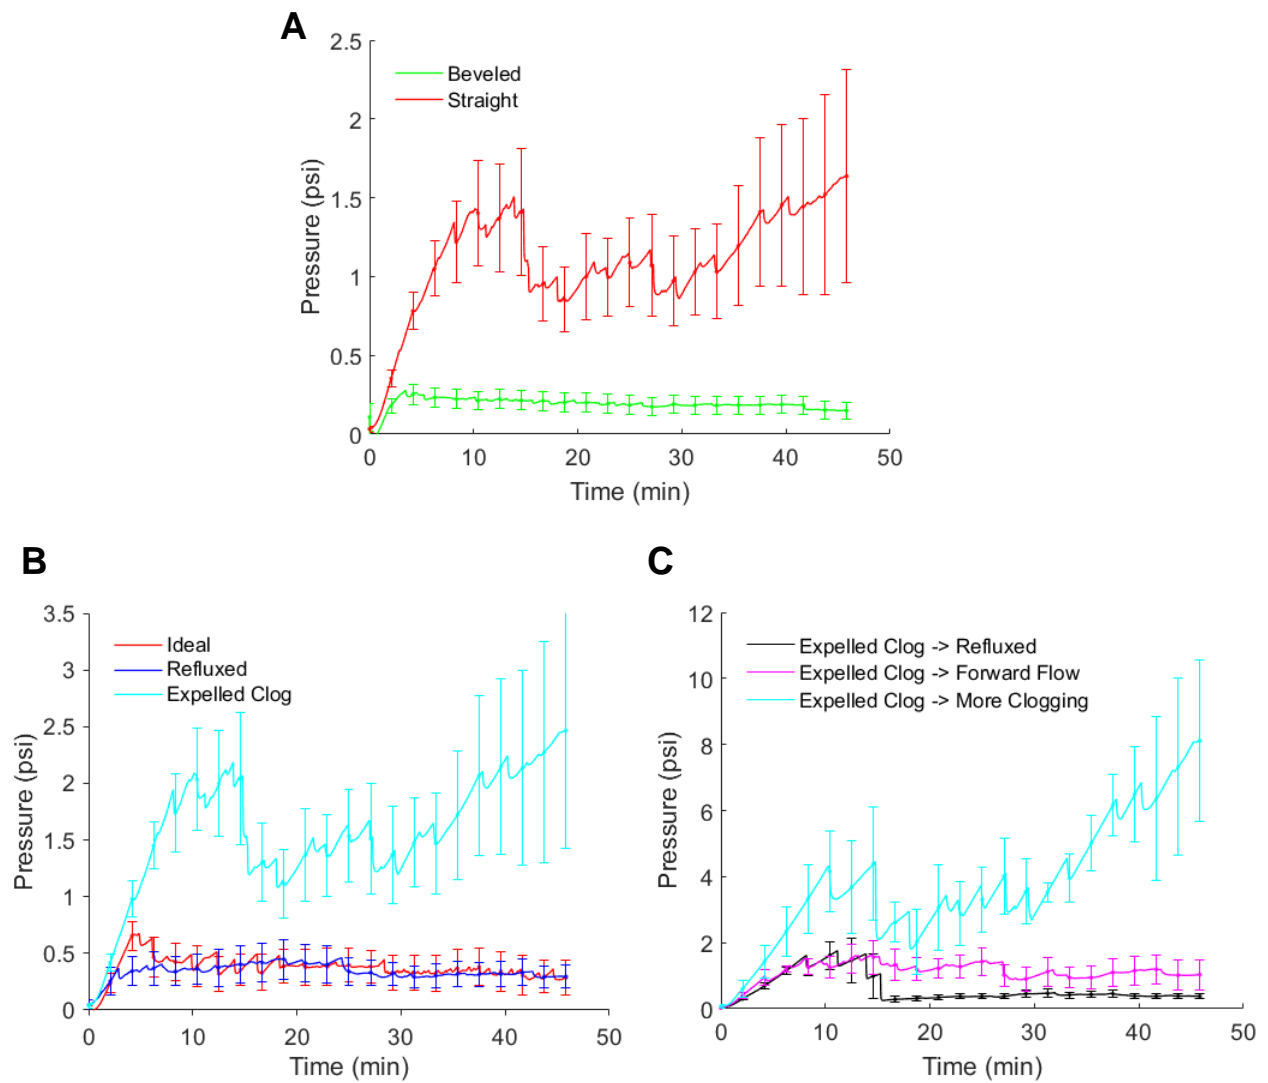 A
2.5
2
1.5
1
0.5
0
Pressure (psi)
Beveled
Straight
0 10 20 30 40 50
Time (min)
B
3.5
3
2.5
2
1.5
1
0.5
0
Pressure (psi)
Ideal
Refluxed
Expelled Clog
0 10 20 30 40 50
Time (min)
C
12
10
8
6
4
2
0
Pressure (psi)
Expelled Clog -> Refluxed
Expelled Clog -> Forward Flow
Expelled Clog -> More Clogging
0 10 20 30 40 50
Time (min)